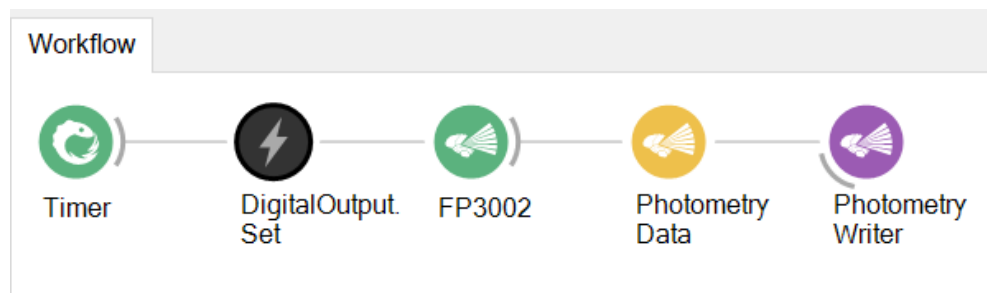 Workflow
Timer
DigitalOutput.
Set
FP3002
Photometry
Data
Photometry
Writer